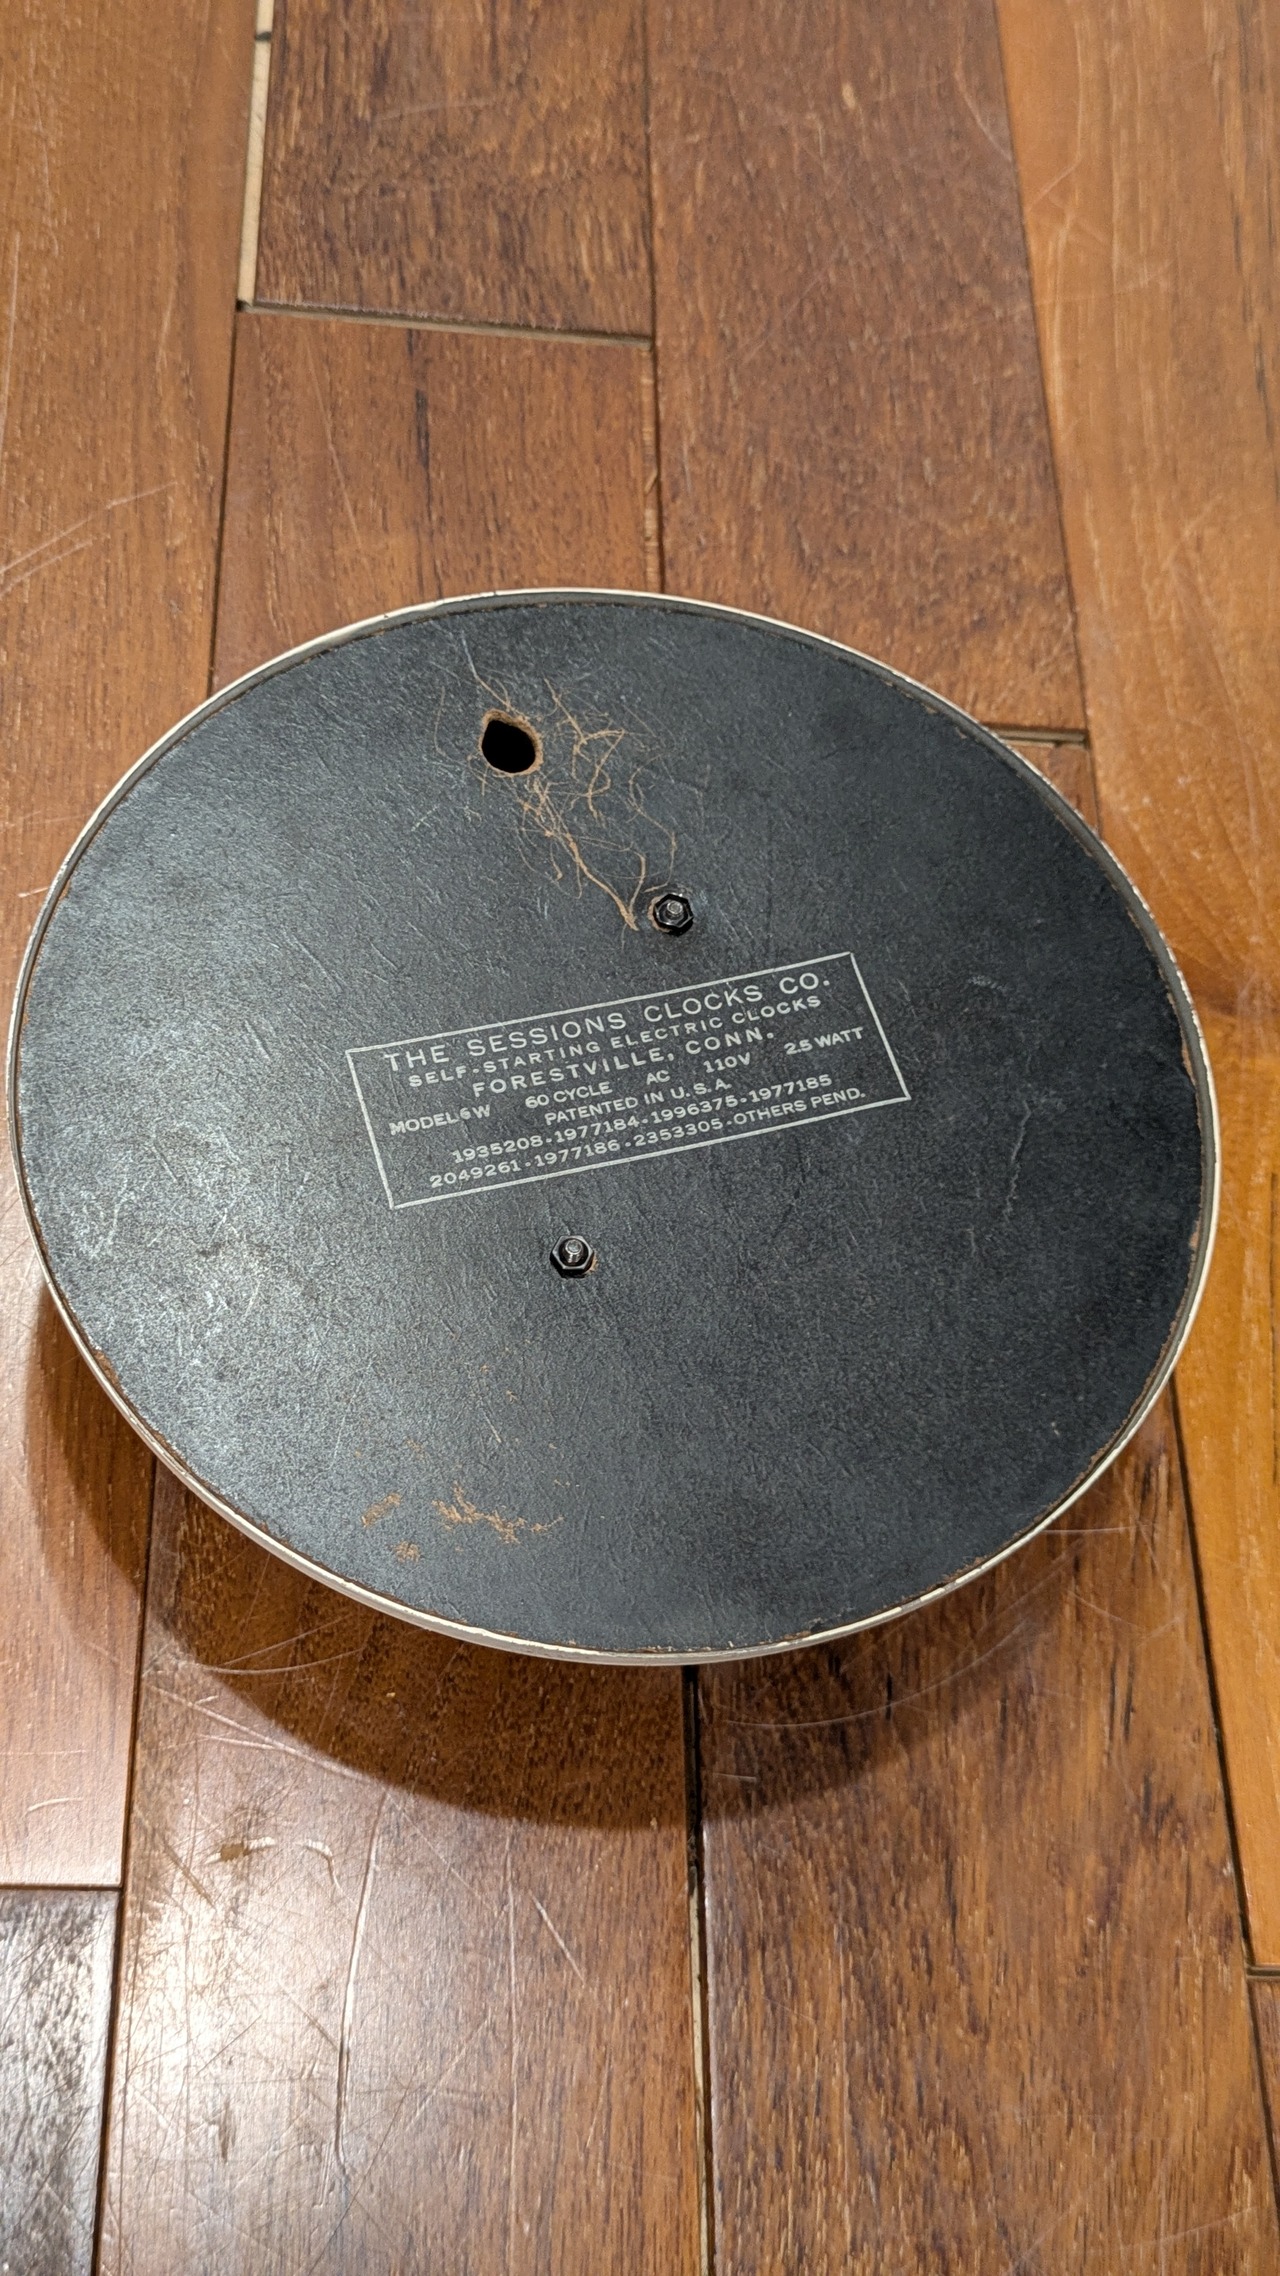 THE SESSIONS CLOCKS CO.
SELF-STARTING ELECTRIC CLOCKS
FORESTVILLE, CONN.
MODEL 6W 60 CYCLE AC 110V 2.5 WATT
PATENTED IN U.S.A.
1935208-1977184-1996375-1977185
2049261-1977186-2353305-OTHERS PEND.